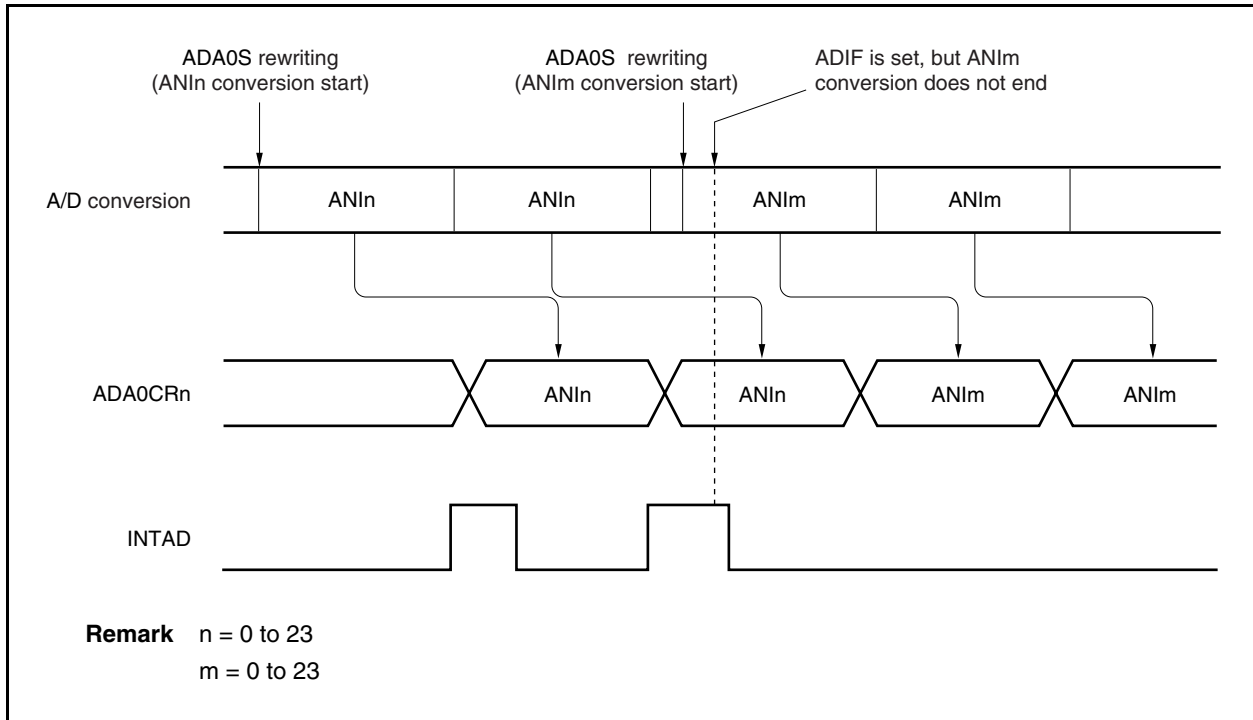 ADA0S rewriting
(ANIn conversion start)
ADA0S rewriting
(ANIm conversion start)
ADIF is set, but ANIm
conversion does not end
A/D conversion
ANIn
ANIn
ANIm
ANIm
ADA0CRn
ANIn
ANIn
ANIm
ANIm
INTAD
Remark n = 0 to 23
m = 0 to 23